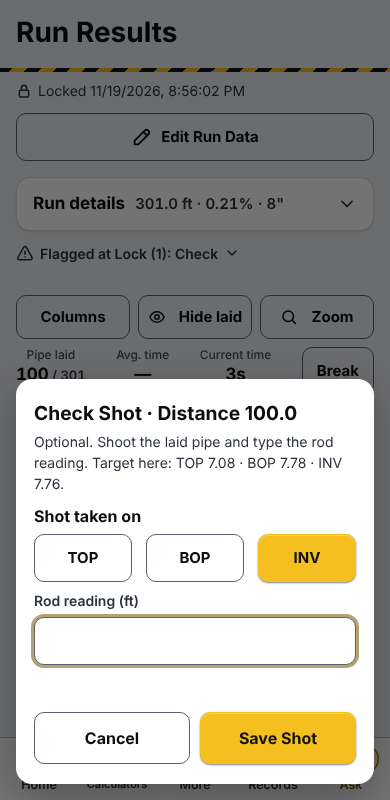 Run Results
Locked 11/19/2026, 8:56:02 PM
Edit Run Data
Run details 301.0 ft · 0.21% · 8"
Flagged at Lock (1): Check
Columns Hide laid Zoom
Pipe laid Avg. time Current time
100 / 301 — 3s Break
Check Shot · Distance 100.0
Optional. Shoot the laid pipe and type the rod
reading. Target here: TOP 7.08 · BOP 7.78 · INV
7.76.
Shot taken on
TOP BOP INV
Rod reading (ft)
Cancel Save Shot
Home Calculators More Records Ask